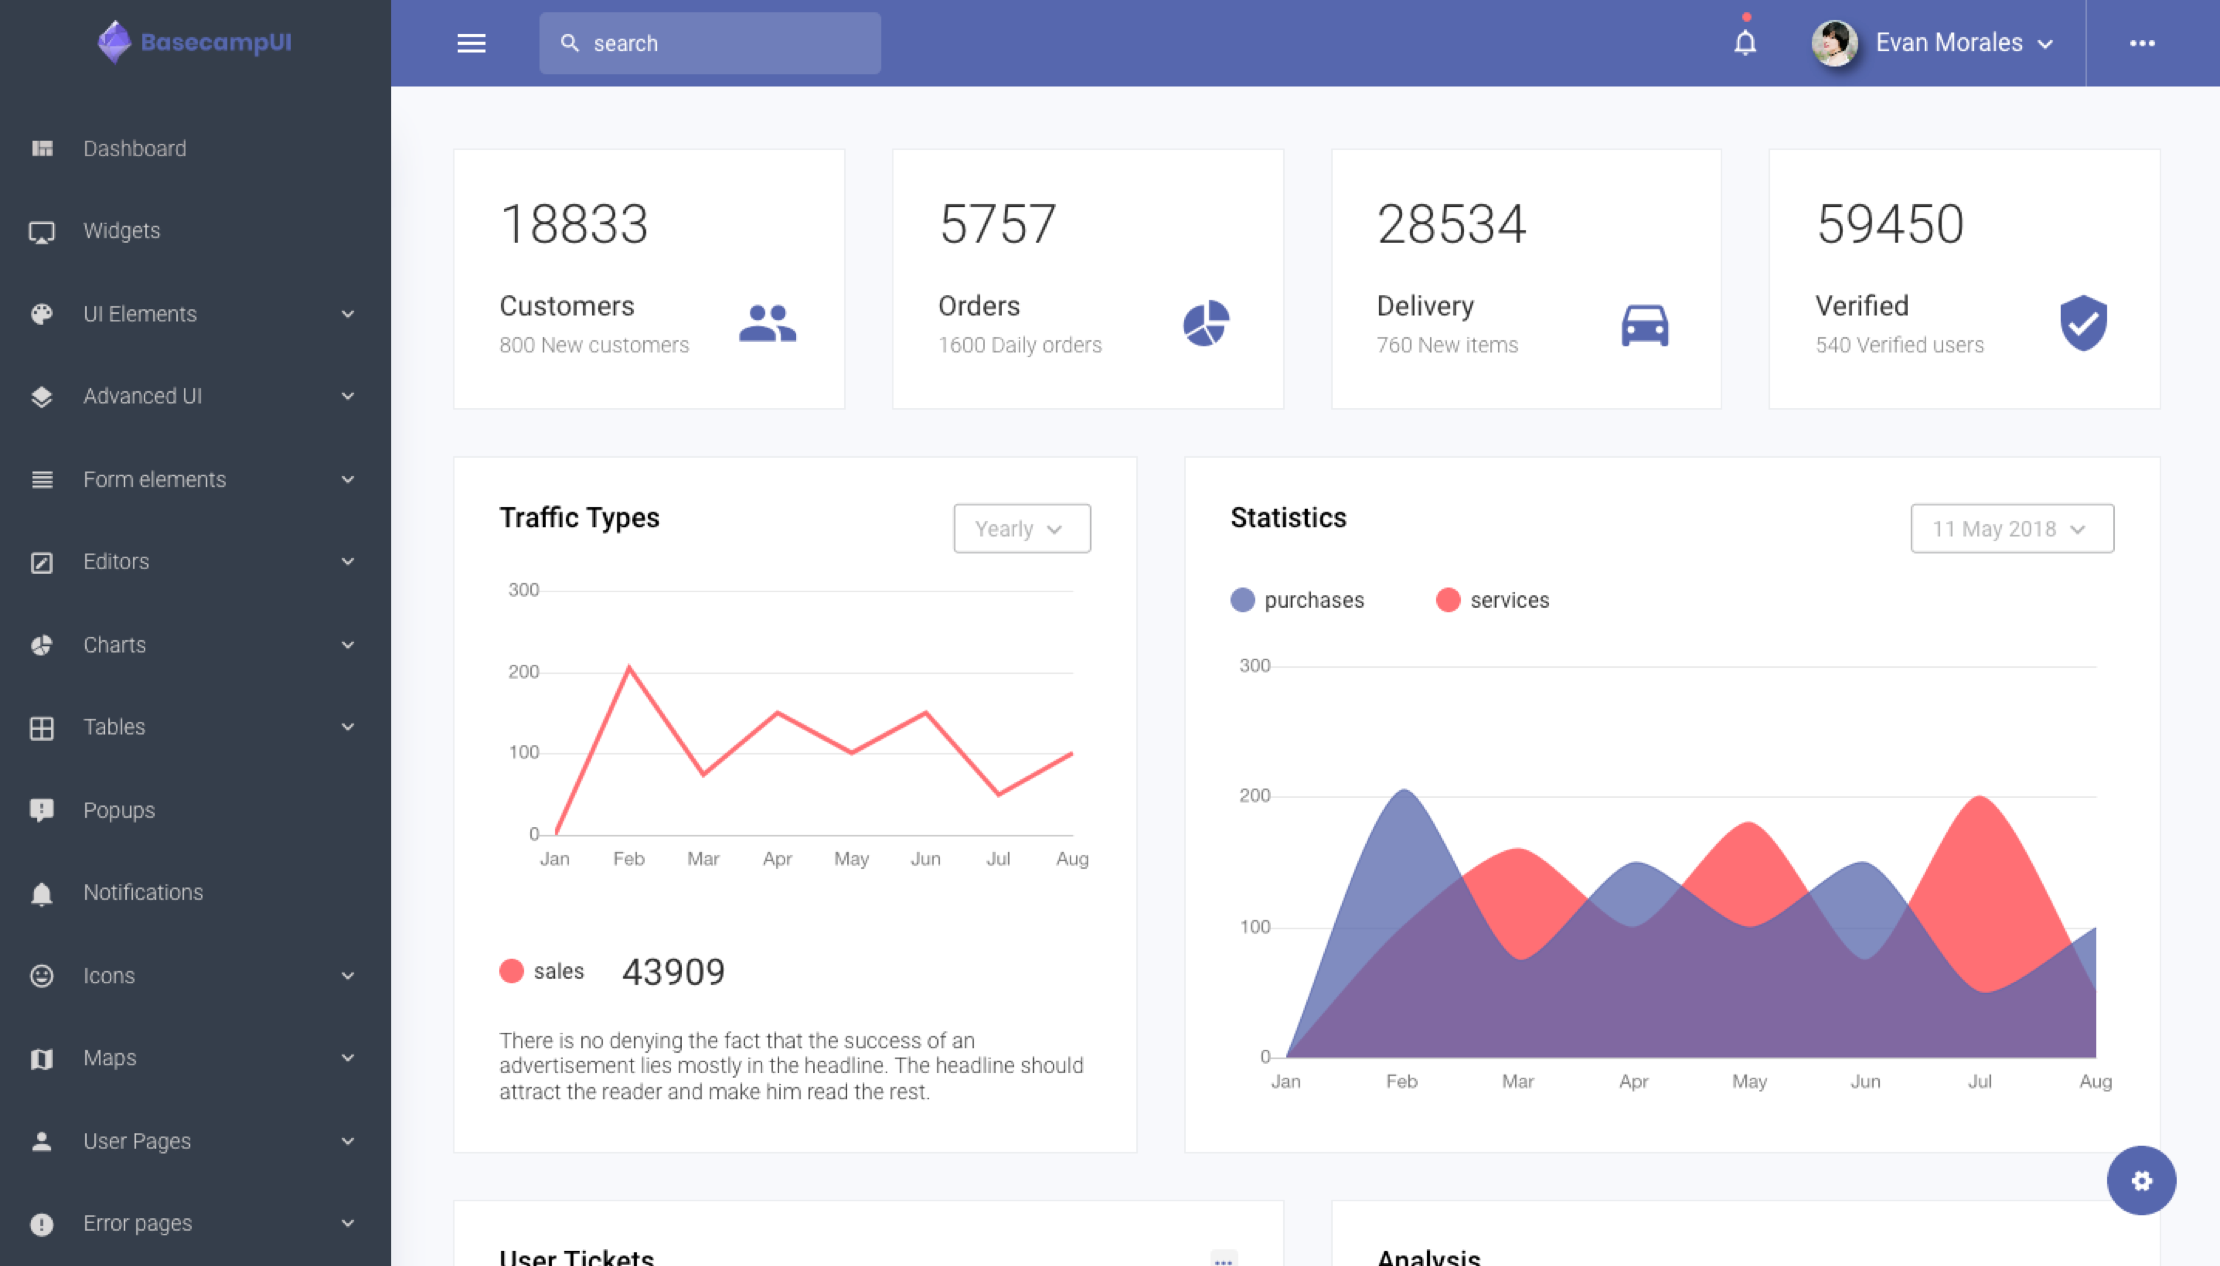 BasecampUI
search
Evan Morales
Dashboard
Widgets
UI Elements
Advanced UI
Form elements
Editors
Charts
Tables
Popups
Notifications
Icons
Maps
User Pages
Error pages
18833
Customers
800 New customers
5757
Orders
1600 Daily orders
28534
Delivery
760 New items
59450
Verified
540 Verified users
Traffic Types
Yearly
300
200
100
0
Jan Feb Mar Apr May Jun Jul Aug
sales 43909
There is no denying the fact that the success of an
advertisement lies mostly in the headline. The headline should
attract the reader and make him read the rest.
Statistics
11 May 2018
purchases services
300
200
100
0
Jan Feb Mar Apr May Jun Jul Aug
User Tickets
Analysis